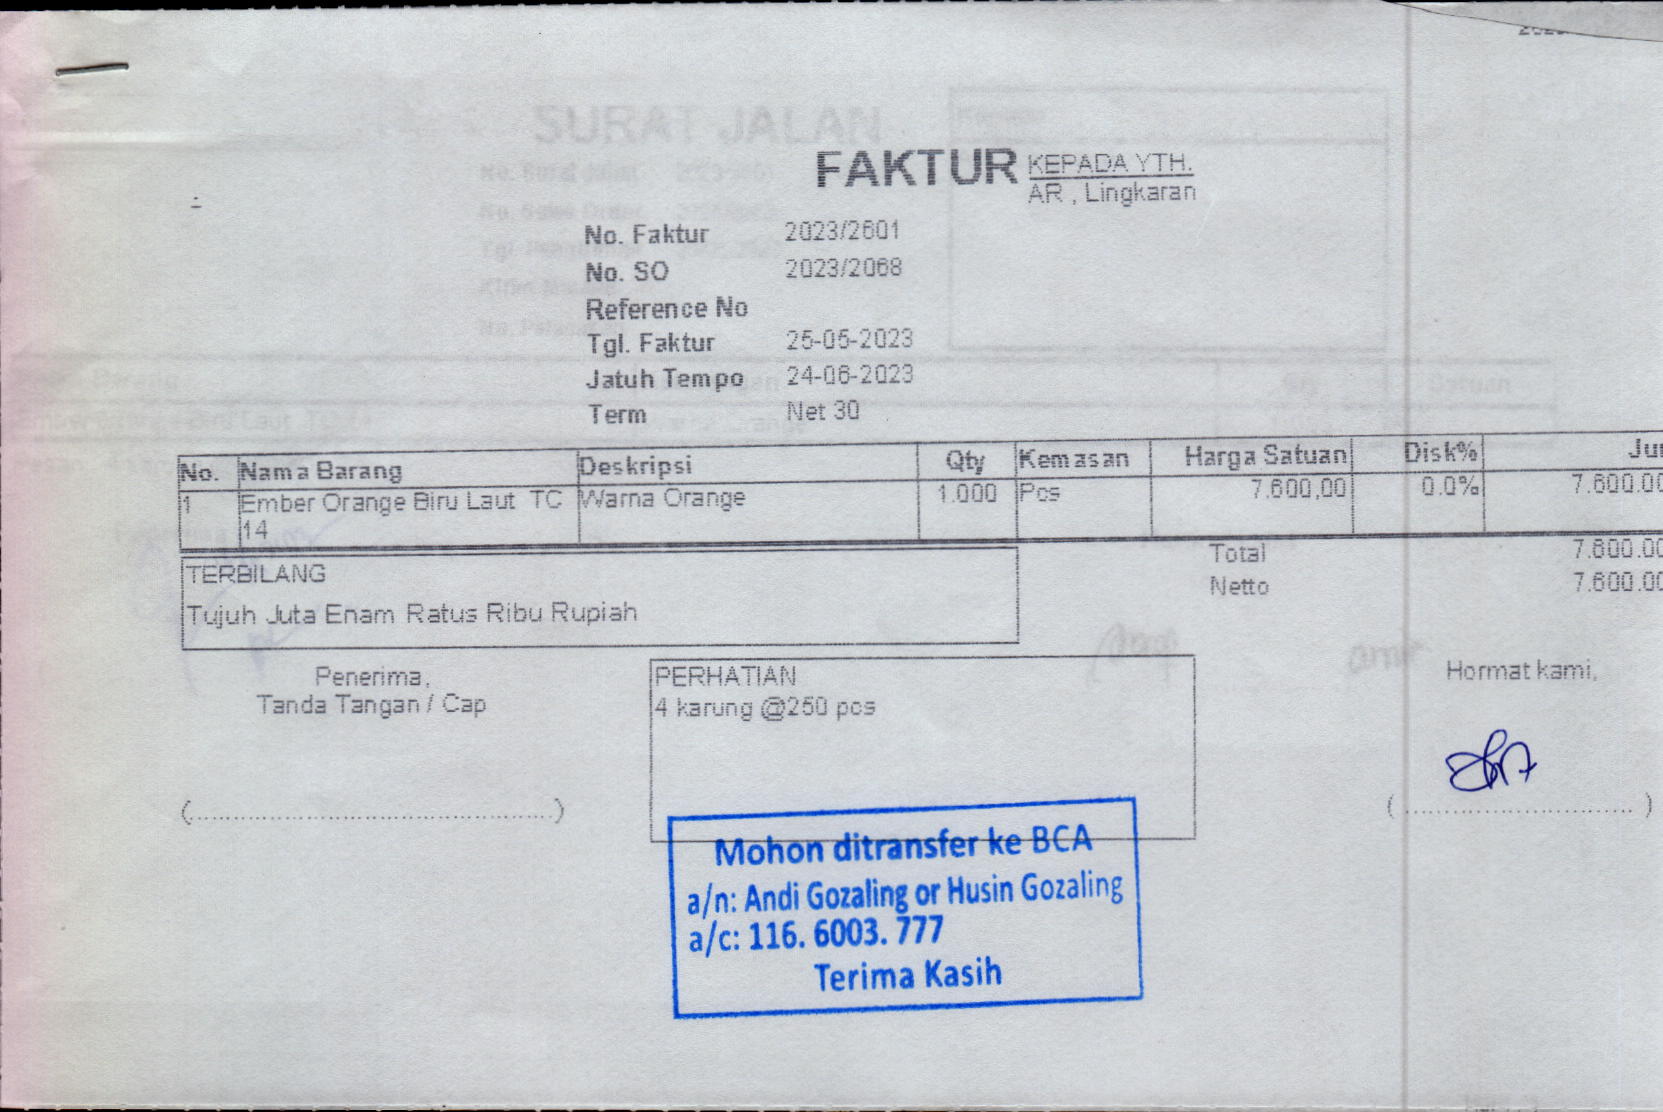 SURAT JALAN
FAKTUR
KEPADA YTH.
AR , Lingkaran
No. Faktur 2023/2601
No. SO 2023/2068
Reference No
Tgl. Faktur 25-05-2023
Jatuh Tempo 24-06-2023
Term Net 30
No. Nama Barang Deskripsi Qty Kemasan Harga Satuan Disk%
1 Ember Orange Biru Laut TC 14 Warna Orange 1.000 Pcs 7.600,00 0.0% 7.600.00
Total 7.600.00
Netto 7.600.00
TERBILANG
Tujuh Juta Enam Ratus Ribu Rupiah
Penerima,
Tanda Tangan / Cap
PERHATIAN
4 karung @250 pcs
Hormat kami,
Mohon ditransfer ke BCA
a/n: Andi Gozaling or Husin Gozaling
a/c: 116. 6003. 777
Terima Kasih